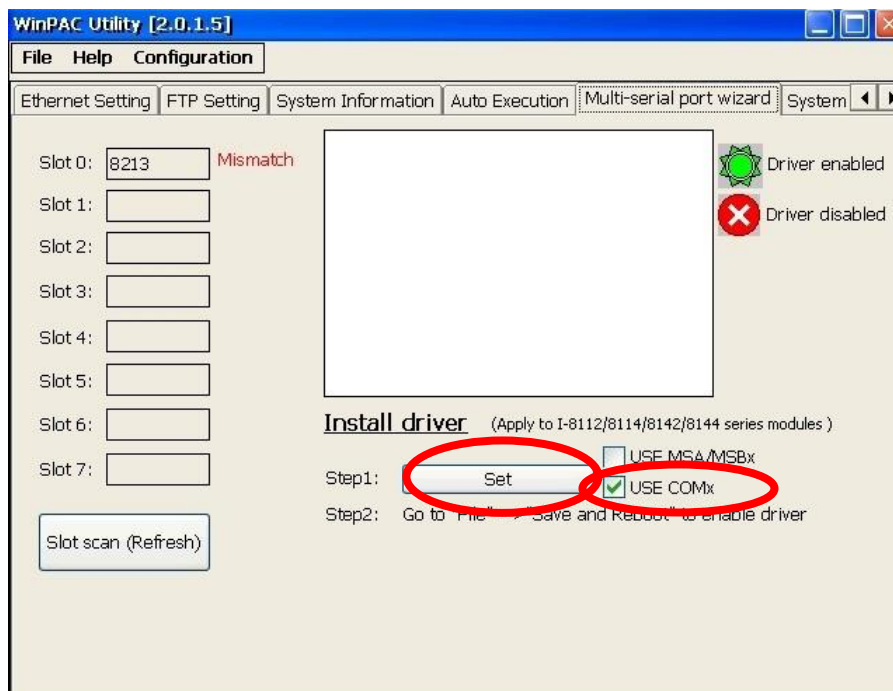 WinPAC Utility [2.0.1.5]
File Help Configuration
Ethernet Setting FTP Setting System Information Auto Execution Multi-serial port wizard System
Slot 0: 8213 Mismatch
Driver enabled
Slot 1:
Driver disabled
Slot 2:
Slot 3:
Slot 4:
Slot 5:
Slot 6:
Install driver (Apply to I-8112/8114/8142/8144 series modules )
USE MSA/MSBx
Slot 7:
Step1: Set
USE COMx
Step2: Go to "File"-->"Save and Reboot" to enable driver
Slot scan (Refresh)